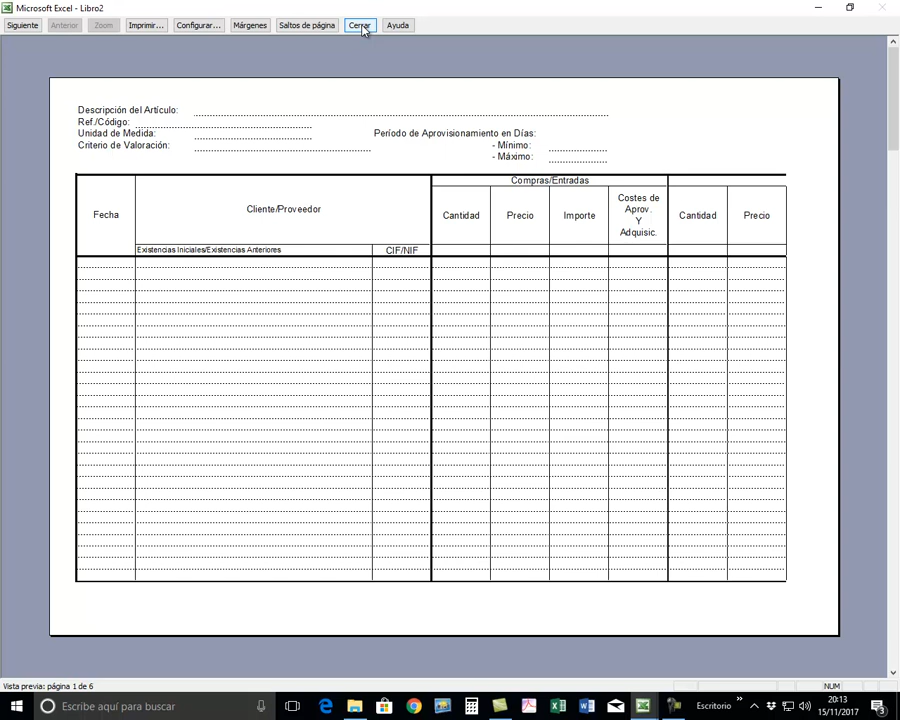 Microsoft Excel - Libro2
Siguiente Anterior Zoom Imprimir... Configurar... Márgenes Saltos de página Cerrar Ayuda
Descripción del Artículo:
Ref./Código:
Unidad de Medida: Período de Aprovisionamiento en Días:
Criterio de Valoración: - Mínimo:
- Máximo:
Compras/Entradas
Fecha Cliente/Proveedor Cantidad Precio Importe Costes de Aprov. Y Adquisic. Cantidad Precio
Existencias Iniciales/Existencias Anteriores CIF/NIF
Vista previa: página 1 de 6 NUM
Escribe aquí para buscar Escritorio 20:13
15/11/2017
3